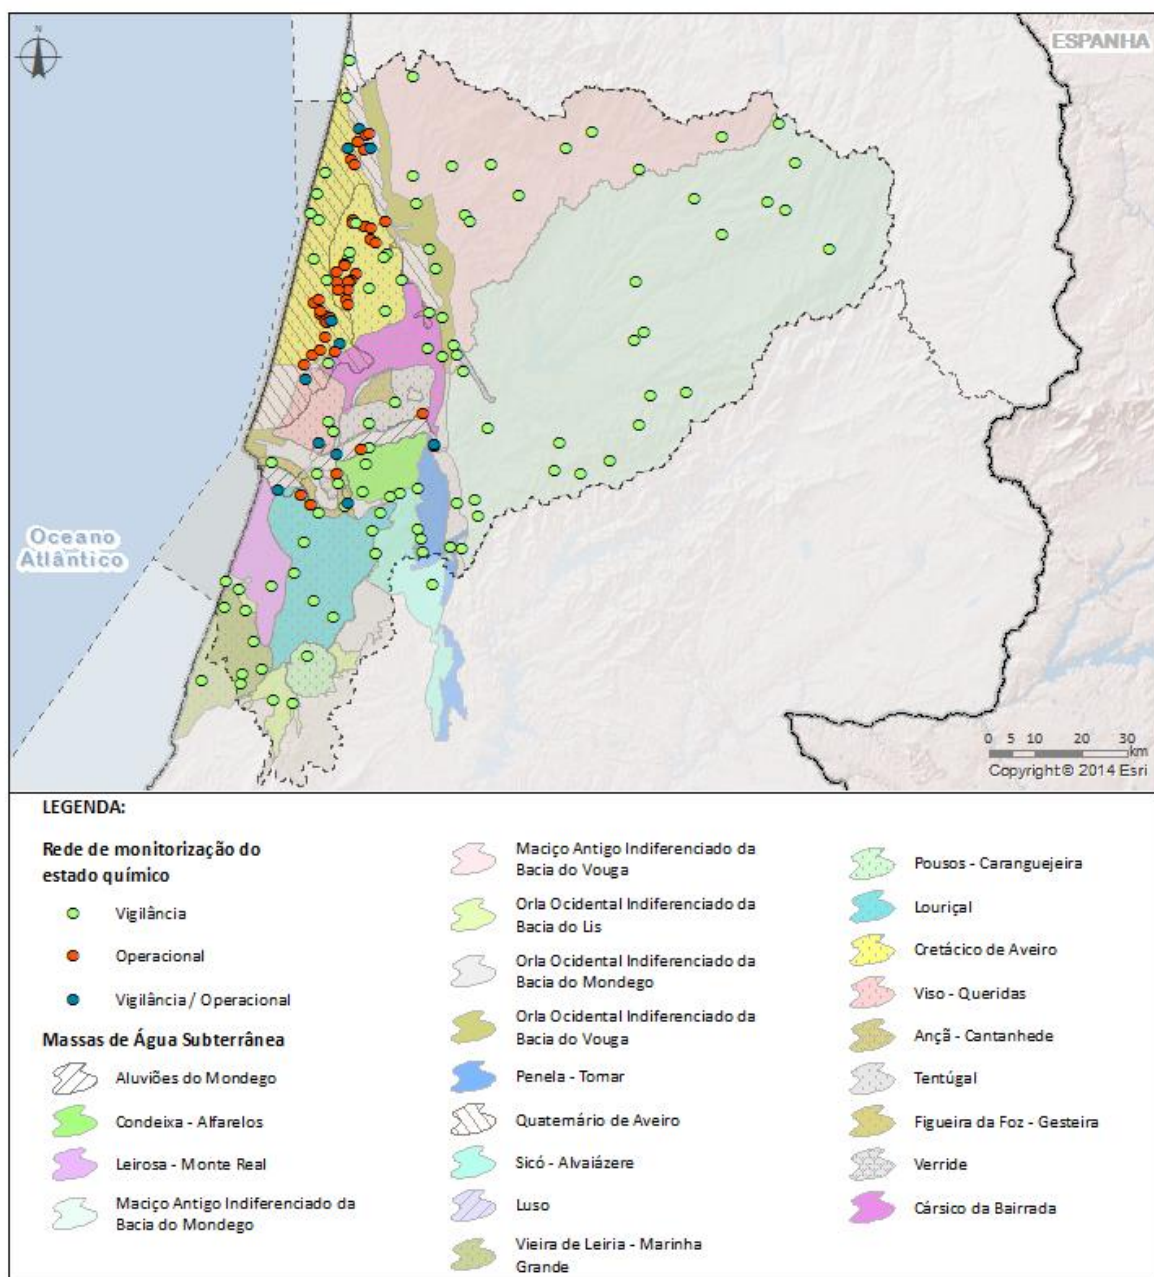 N
ESPANHA
Oceano
Atlântico
0 5 10 20 30
km
Copyright© 2014 Esri
LEGENDA:
Rede de monitorização do
estado químico
Vigilância
Operacional
Vigilância / Operacional
Massas de Água Subterrânea
Aluviões do Mondego
Condeixa - Alfarelos
Leirosa - Monte Real
Maciço Antigo Indiferenciado da
Bacia do Mondego
Maciço Antigo Indiferenciado da
Bacia do Vouga
Orla Ocidental Indiferenciado da
Bacia do Lis
Orla Ocidental Indiferenciado da
Bacia do Mondego
Orla Ocidental Indiferenciado da
Bacia do Vouga
Penela - Tomar
Quaternário de Aveiro
Sicó - Alvaiázere
Luso
Vieira de Leiria - Marinha
Grande
Pousos - Caranguejeira
Louriçal
Cretácico de Aveiro
Viso - Queridas
Ançã - Cantanhede
Tentúgal
Figueira da Foz - Gesteira
Verride
Cársico da Bairrada